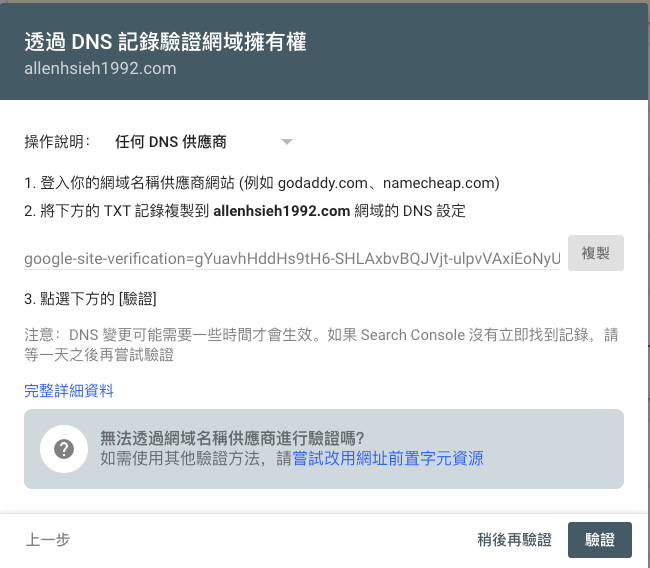 透過 DNS 記錄驗證網域擁有權
allenhsieh1992.com
操作說明： 任何 DNS 供應商
1. 登入你的網域名稱供應商網站 (例如 godaddy.com、namecheap.com)
2. 將下方的 TXT 記錄複製到 allenhsieh1992.com 網域的 DNS 設定
google-site-verification=gYuavhHddHs9tH6-SHLAxbvBQJVjt-ulpvVAxiEoNyU 複製
3. 點選下方的 [驗證]
注意：DNS 變更可能需要一些時間才會生效。如果 Search Console 沒有立即找到記錄，請
等一天之後再嘗試驗證
完整詳細資料
無法透過網域名稱供應商進行驗證嗎?
如需使用其他驗證方法，請嘗試改用網址前置字元資源
上一步 稍後再驗證 驗證